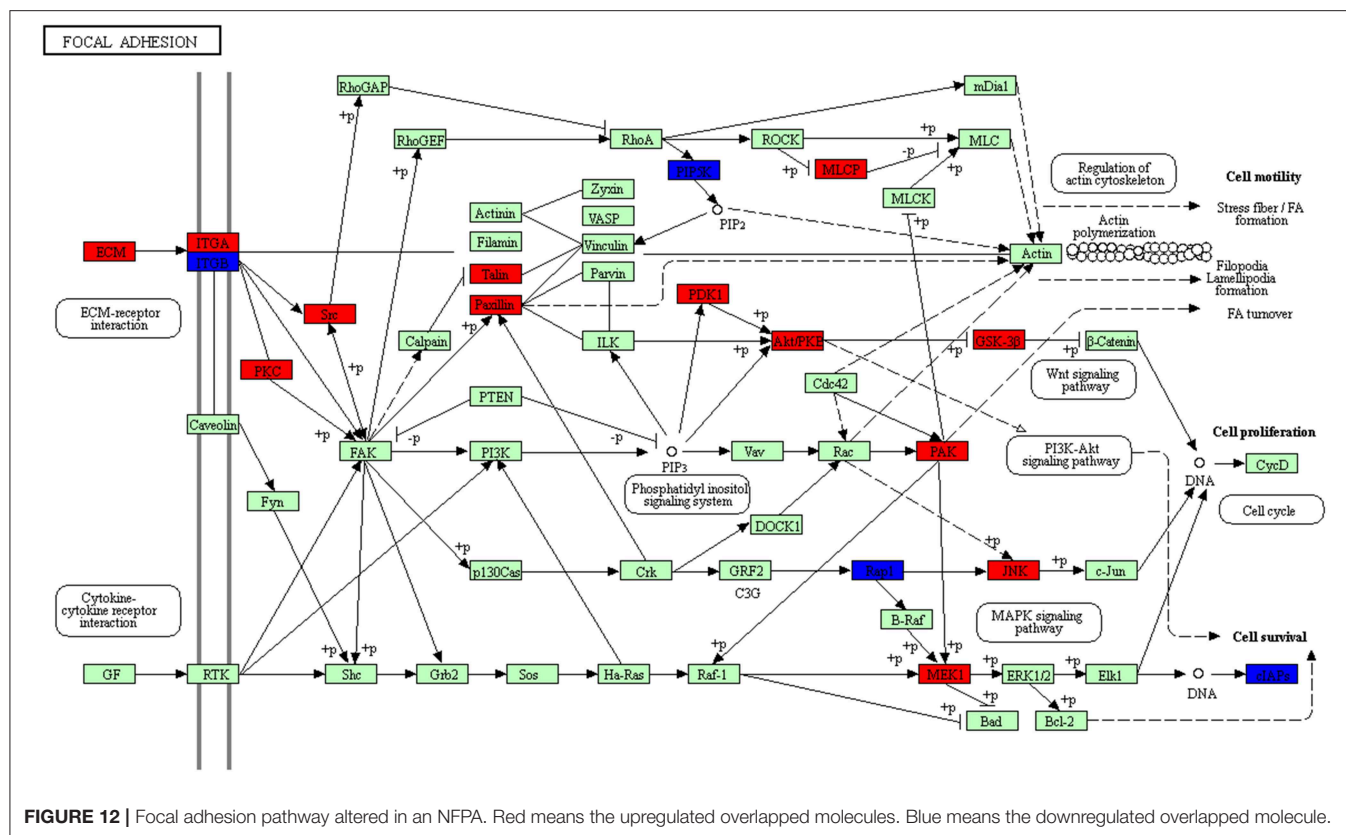 FOCAL ADHESION
RhoGAP
mDia1
+p
+p
RhoGEF
RhoA
ROCK
+p
MLC
+p
-p
MLCP
PIP5K
+p
Regulation of
actin cytoskeleton
Cell motility
Zyxin
MLCK
Actinin
VASP
PIP2
+p
Stress fiber / FA
formation
Actin
polymerization
ECM
ITGA
ITGB
Filamin
Vinculin
Actin
Talin
Parvin
Filopodia
Lamellipodia
formation
ECM-receptor
interaction
Src
Paxillin
PDK1
FA turnover
+p
+p
Calpain
ILK
+p
Akt/PKB
GSK-3β
+p
β-Catenin
+p
PKC
Wnt signaling
pathway
Cdc42
PTEN
Caveolin
+p
-p
-p
Cell proliferation
FAK
PI3K
PIP3
Vav
Rac
PAK
PI3K-Akt
signaling pathway
DNA
CycD
Fyn
Phosphatidyl inositol
signaling system
Cell cycle
DOCK1
+p
+p
p130Cas
Crk
GRF2
Rap1
JNK
+p
c-Jun
C3G
Cytokine-
cytokine receptor
interaction
B-Raf
MAPK signaling
pathway
Cell survival
+p
+p
+p
+p
+p
+p
+p
+p
+p
GF
RTK
Shc
Grb2
Sos
Ha-Ras
Raf-1
MEK1
ERK1/2
Elk1
DNA
cIAPs
+p
+p
+p
Bad
Bcl-2
FIGURE 12 | Focal adhesion pathway altered in an NFPA. Red means the upregulated overlapped molecules. Blue means the downregulated overlapped molecule.